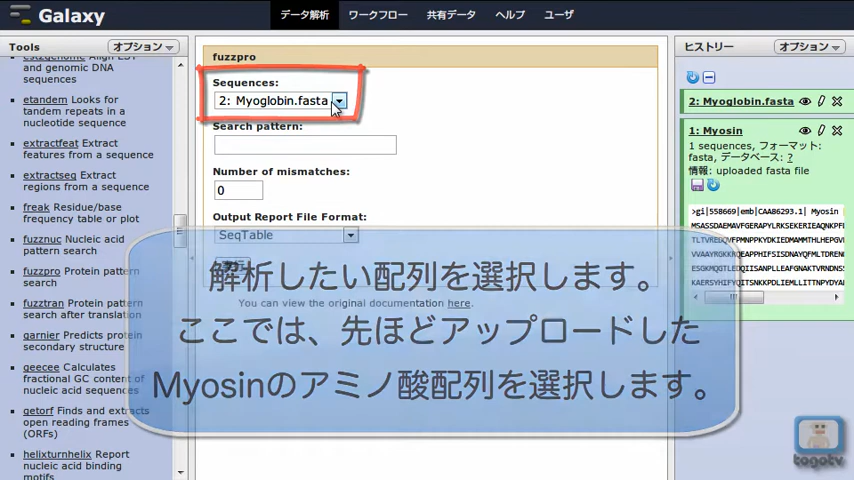 Galaxy
データ解析
ワークフロー
共有データ
ヘルプ
ユーザ
Tools
オプション
and genomic DNA
sequences
etandem Looks for
tandem repeats in a
nucleotide sequence
extractfeat Extract
features from a sequence
extractseq Extract
regions from a sequence
freak Residue/base
frequency table or plot
fuzznuc Nucleic acid
pattern search
fuzzpro Protein pattern
search
fuzztran Protein pattern
search after translation
garnier Predicts protein
secondary structure
geecee Calculates
fractional GC content of
nucleic acid sequences
getorf Finds and extracts
open reading frames
(ORFs)
helixturnhelix Report
nucleic acid binding
motifs
fuzzpro
Sequences:
2: Myoglobin.fasta
Search pattern:
Number of mismatches:
0
Output Report File Format:
SeqTable
解析したい配列を選択します。
ここでは、先ほどアップロードした
Myosinのアミノ酸配列を選択します。
You can view the original documentation here.
ヒストリー
オプション
2: Myoglobin.fasta
1: Myosin
1 sequences, フォーマット:
fasta, データベース: ?
情報: uploaded fasta file
>gi|558669|emb|CAA86293.1| Myosin
togotv